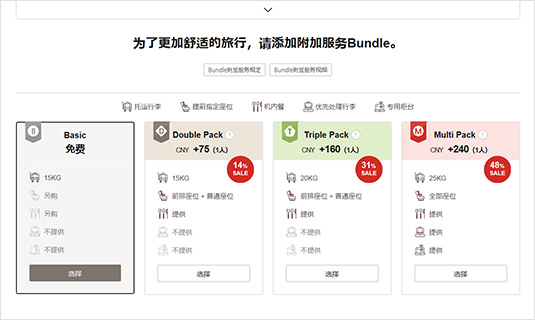 为了更加舒适的旅行，请添加附加服务Bundle。
Bundle附加服务规定 Bundle附加服务视频
托运行李 提前指定座位 机内餐 优先处理行李 专用柜台
B
Basic
免费
15KG
另购
另购
不提供
不提供
选择
D
Double Pack
CNY +75 (1人)
14%
SALE
15KG
前排座位 + 普通座位
提供
不提供
不提供
选择
T
Triple Pack
CNY +160 (1人)
31%
SALE
20KG
前排座位 + 普通座位
提供
不提供
不提供
选择
M
Multi Pack
CNY +240 (1人)
48%
SALE
25KG
全部座位
提供
提供
提供
选择